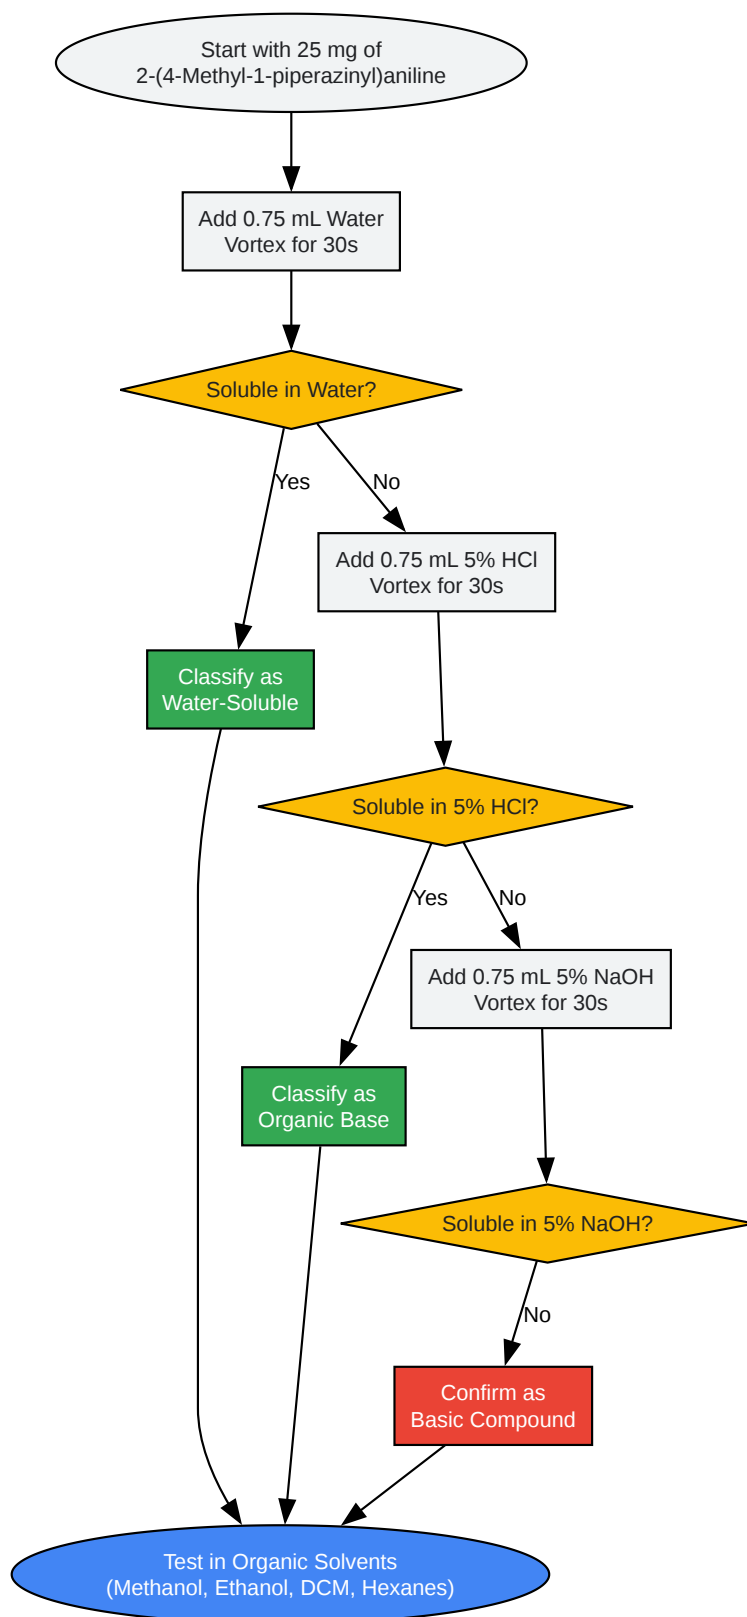 Start with 25 mg of
2-(4-Methyl-1-piperazinyl)aniline
Add 0.75 mL Water
Vortex for 30s
Soluble in Water?
Yes
No
Add 0.75 mL 5% HCl
Vortex for 30s
Classify as
Water-Soluble
Soluble in 5% HCl?
Yes
No
Add 0.75 mL 5% NaOH
Vortex for 30s
Classify as
Organic Base
Soluble in 5% NaOH?
No
Confirm as
Basic Compound
Test in Organic Solvents
(Methanol, Ethanol, DCM, Hexanes)